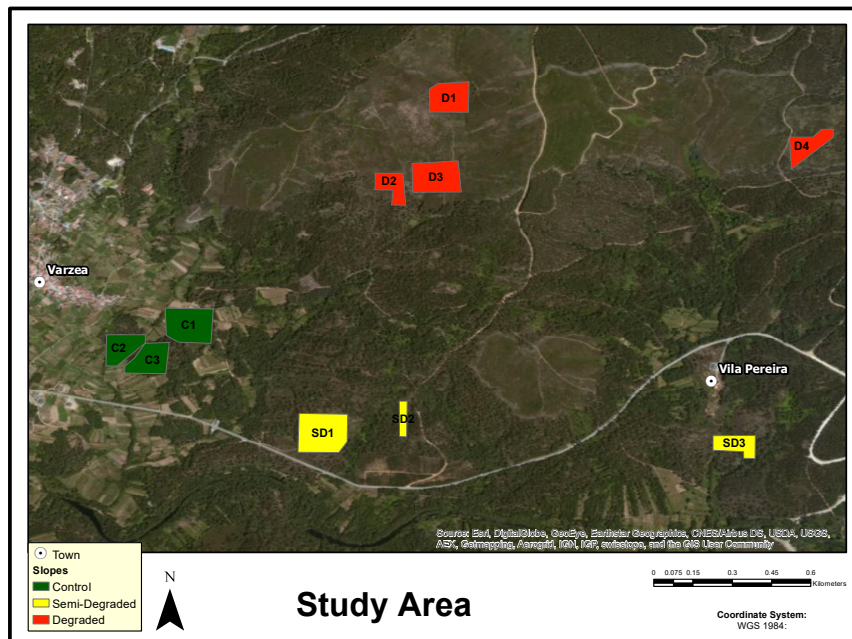 D1
D4
D2
D3
Varzea
C1
C2
C3
Vila Pereira
SD1
SD2
SD3
Source: Esri, DigitalGlobe, GeoEye, Earthstar Geographics, CNES/Airbus DS, USDA, USGS,
AEX, Getmapping, Aerogrid, IGN, IGP, swisstopo, and the GIS User Community
Town
Slopes
Control
Semi-Degraded
Degraded
N
Study Area
0 0.075 0.15 0.3 0.45 0.6
Kilometers
Coordinate System:
WGS 1984: